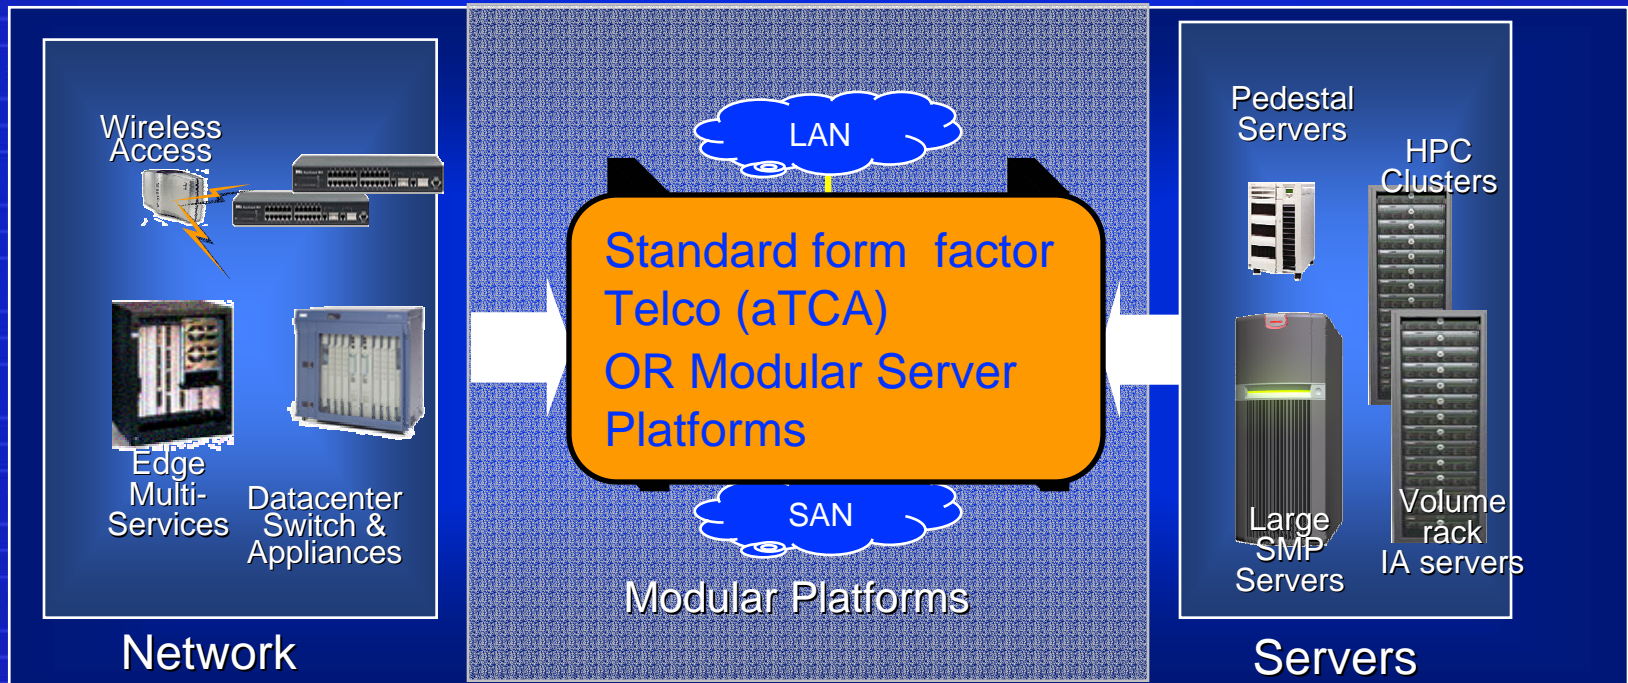 Wireless
Access
Edge
Multi-
Services
Datacenter
Switch &
Appliances
Network
LAN
Standard form factor
Telco (aTCA)
OR Modular Server
Platforms
SAN
Modular Platforms
Pedestal
Servers
HPC
Clusters
Large
SMP
Servers
Volume
rack
IA servers
Servers